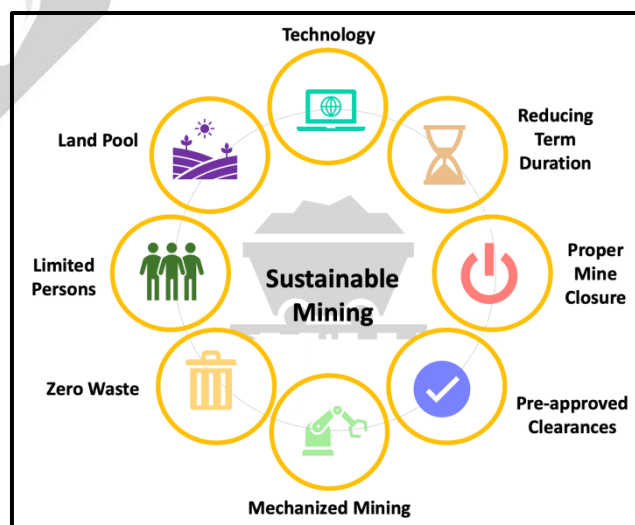 Technology
Reducing
Term
Duration
Land Pool
Limited
Persons
Sustainable
Mining
Proper
Mine
Closure
Zero Waste
Pre-approved
Clearances
Mechanized Mining